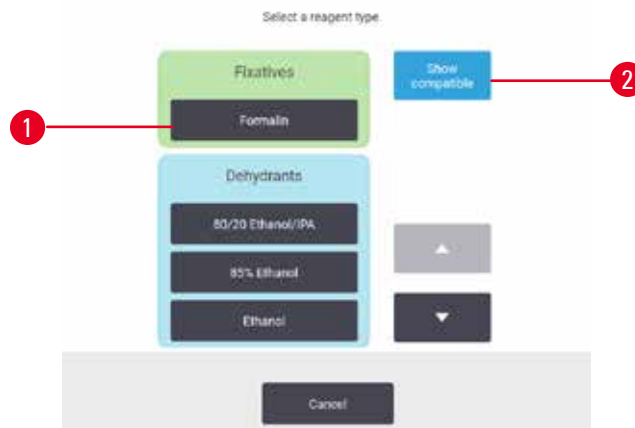 Select a reagent type
Fixatives
Show
compatible
2
1
Formalin
Dehydrants
80/20 Ethanol/IPA
85% Ethanol
Ethanol
Cancel